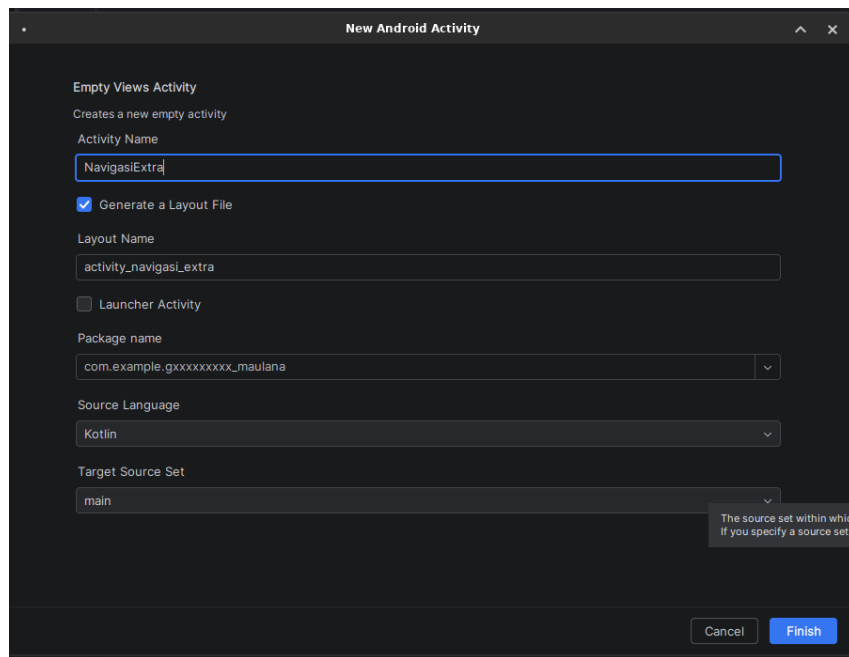 New Android Activity
Empty Views Activity
Creates a new empty activity
Activity Name
NavigasiExtra
Generate a Layout File
Layout Name
activity_navigasi_extra
Launcher Activity
Package name
com.example.gxxxxxxxxx_maulana
Source Language
Kotlin
Target Source Set
main
The source set within whic
If you specify a source set
Cancel
Finish